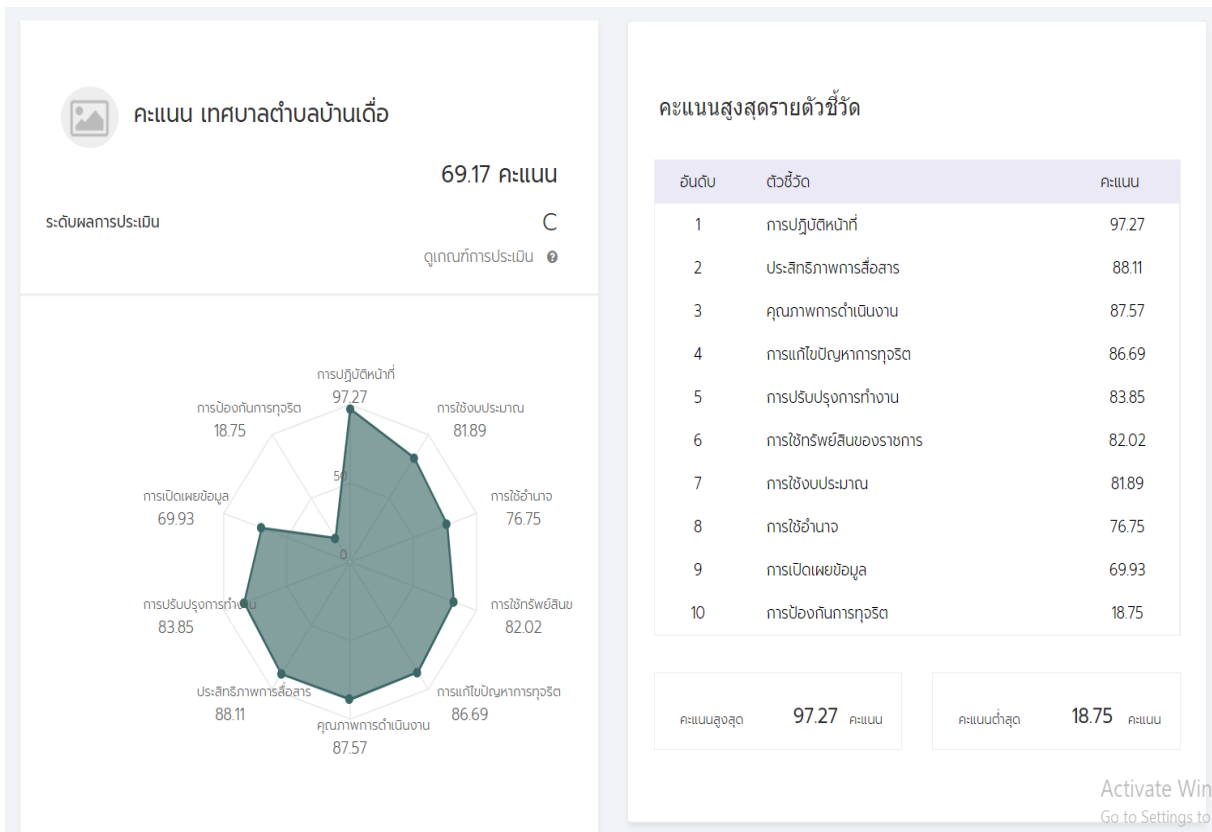 คะแนน เทศบาลตำบลบ้านเดื่อ
69.17 คะแนน
ระดับผลการประเมิน C
ดูเกณฑ์การประเมิน ?
การปฏิบัติหน้าที่
97.27
การป้องกันการทุจริต
18.75
การใช้งบประมาณ
81.89
50
การเปิดเผยข้อมูล
69.93
การใช้อำนาจ
76.75
0
การปรับปรุงการทำงาน
83.85
การใช้ทรัพย์สินข
82.02
ประสิทธิภาพการสื่อสาร
88.11
การแก้ไขปัญหาการทุจริต
86.69
คุณภาพการดำเนินงาน
87.57
คะแนนสูงสุดรายตัวชี้วัด
อันดับ ตัวชี้วัด คะแนน
1 การปฏิบัติหน้าที่ 97.27
2 ประสิทธิภาพการสื่อสาร 88.11
3 คุณภาพการดำเนินงาน 87.57
4 การแก้ไขปัญหาการทุจริต 86.69
5 การปรับปรุงการทำงาน 83.85
6 การใช้ทรัพย์สินของราชการ 82.02
7 การใช้งบประมาณ 81.89
8 การใช้อำนาจ 76.75
9 การเปิดเผยข้อมูล 69.93
10 การป้องกันการทุจริต 18.75
คะแนนสูงสุด 97.27 คะแนน
คะแนนต่ำสุด 18.75 คะแนน
Activate Win
Go to Settings to